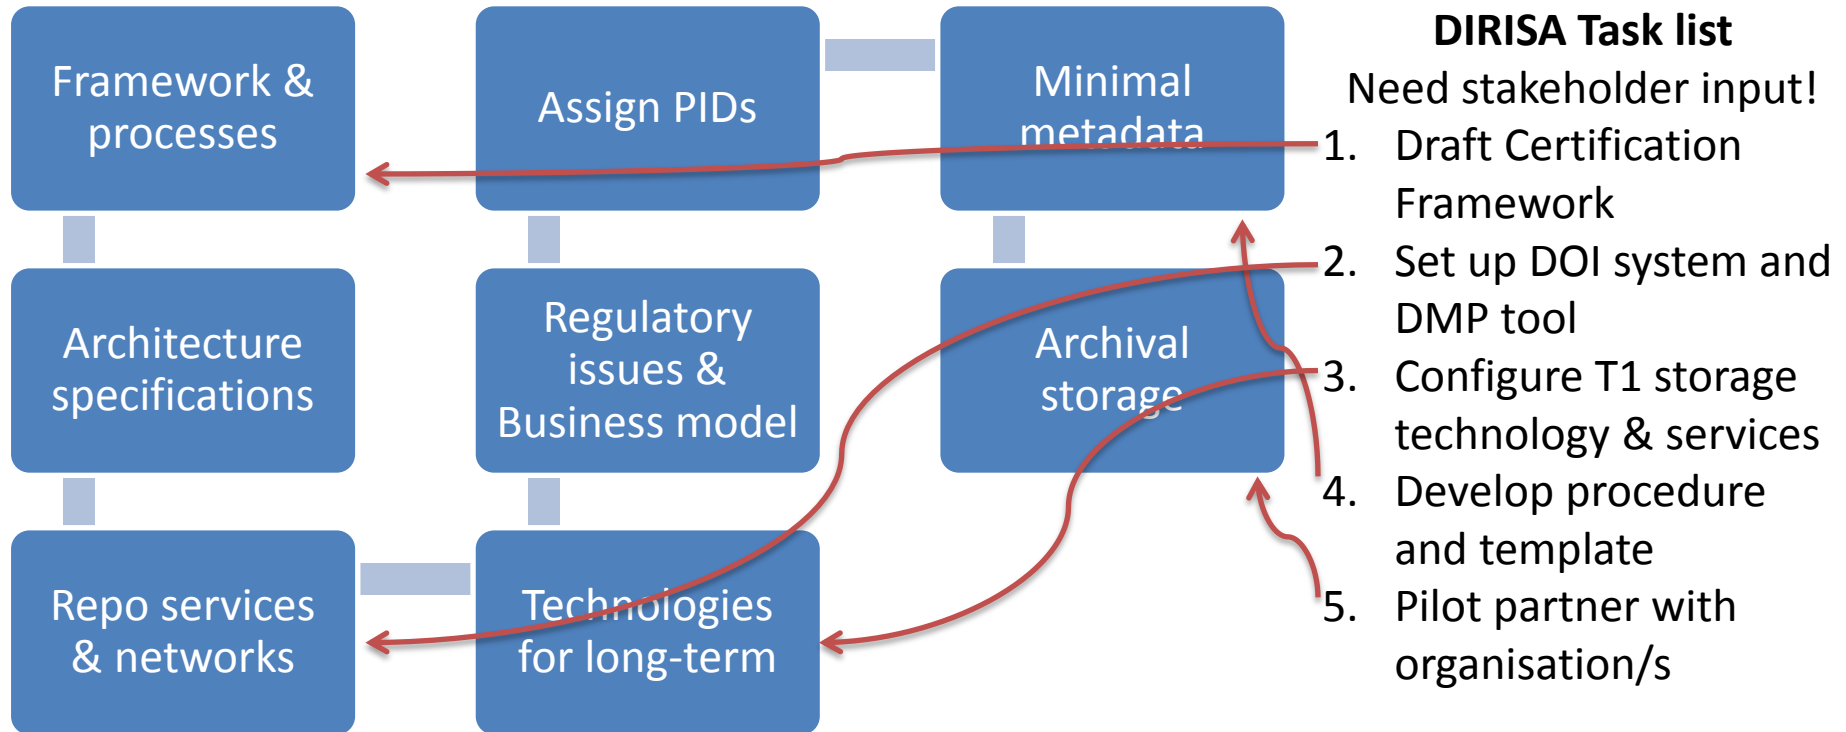 Framework &
processes
Assign PIDs
Minimal
metadata
Architecture
specifications
Regulatory
issues &
Business model
Archival
storage
Repo services
& networks
Technologies
for long-term
DIRISA Task list
Need stakeholder input!
1. Draft Certification
Framework
2. Set up DOI system and
DMP tool
3. Configure T1 storage
technology & services
4. Develop procedure
and template
5. Pilot partner with
organisation/s